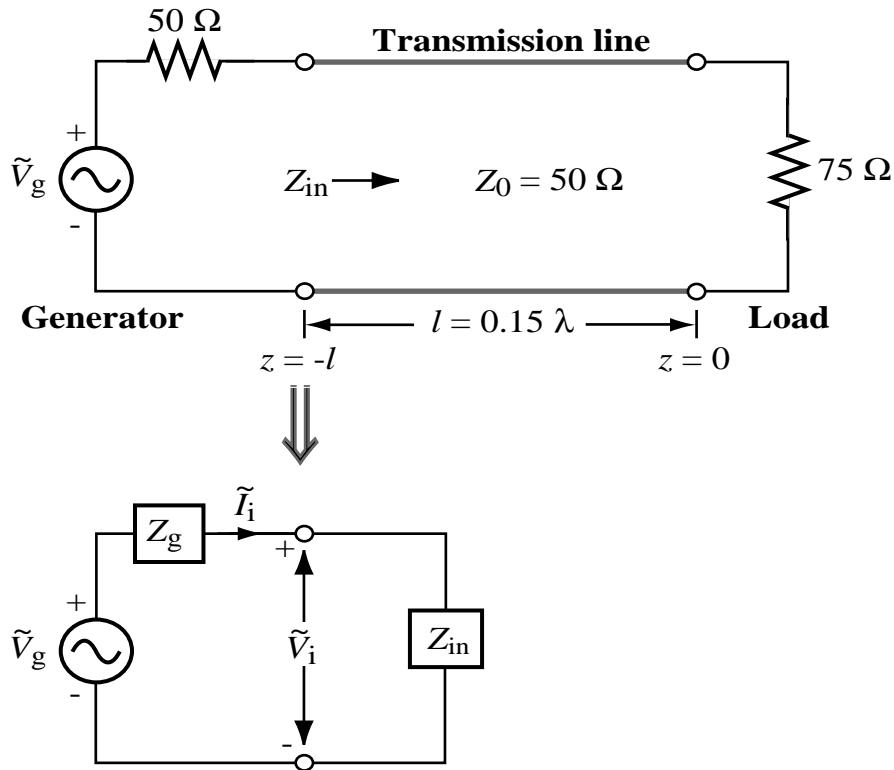 50 Ω
Transmission line
+
Ṽg
-
Zin
Z0 = 50 Ω
75 Ω
Generator
l = 0.15 λ
Load
z = -l
z = 0
Zg
Ĩi
+
+
Ṽg
Ṽi
Zin
-
-